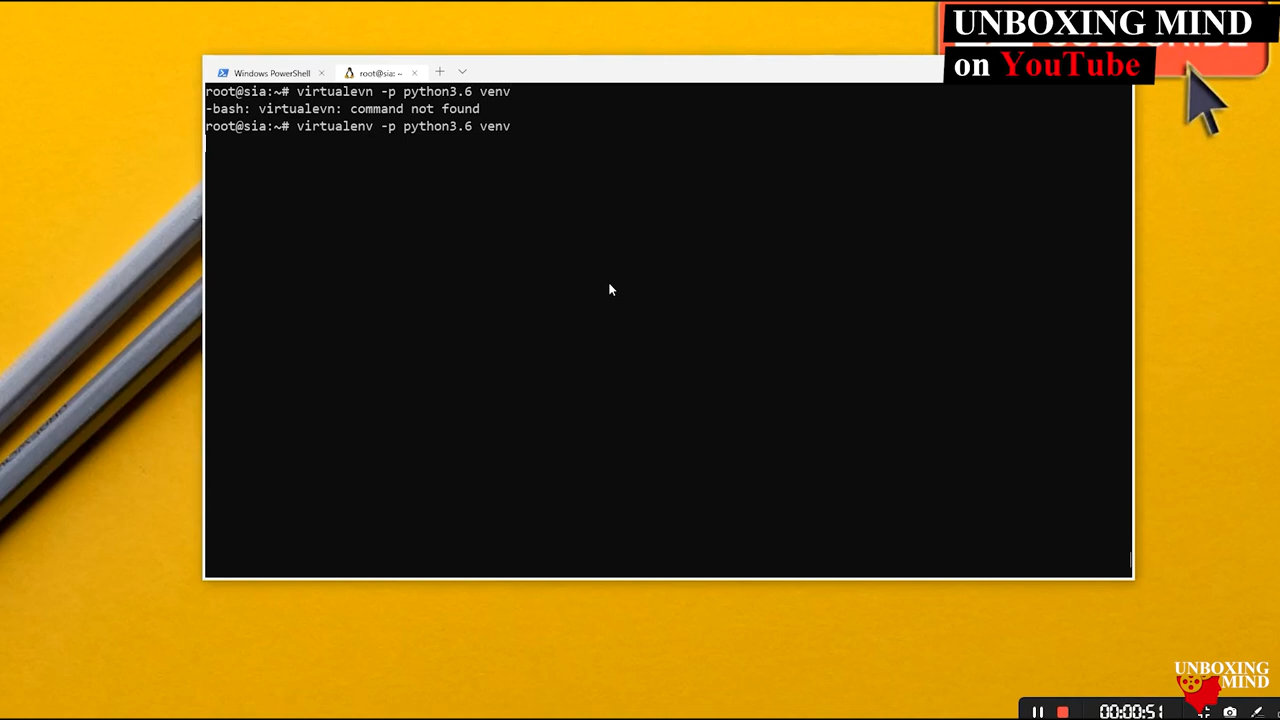 UNBOXING MIND
on YouTube
Windows PowerShell
root@sia: ~
root@sia:~# virtualevn -p python3.6 venv
-bash: virtualevn: command not found
root@sia:~# virtualenv -p python3.6 venv
UNBOXING
MIND
00:00:51